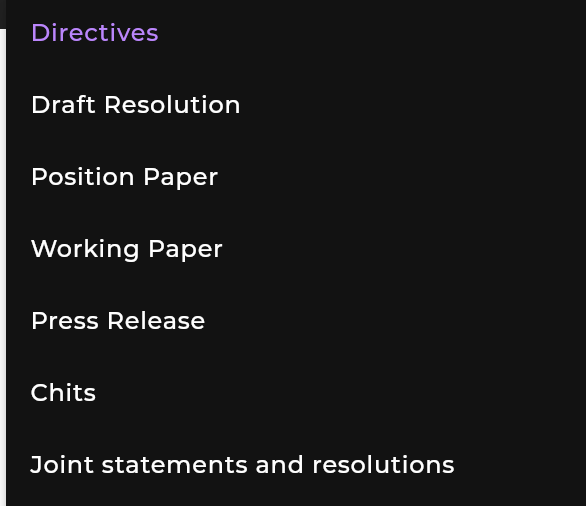 Directives
Draft Resolution
Position Paper
Working Paper
Press Release
Chits
Joint statements and resolutions